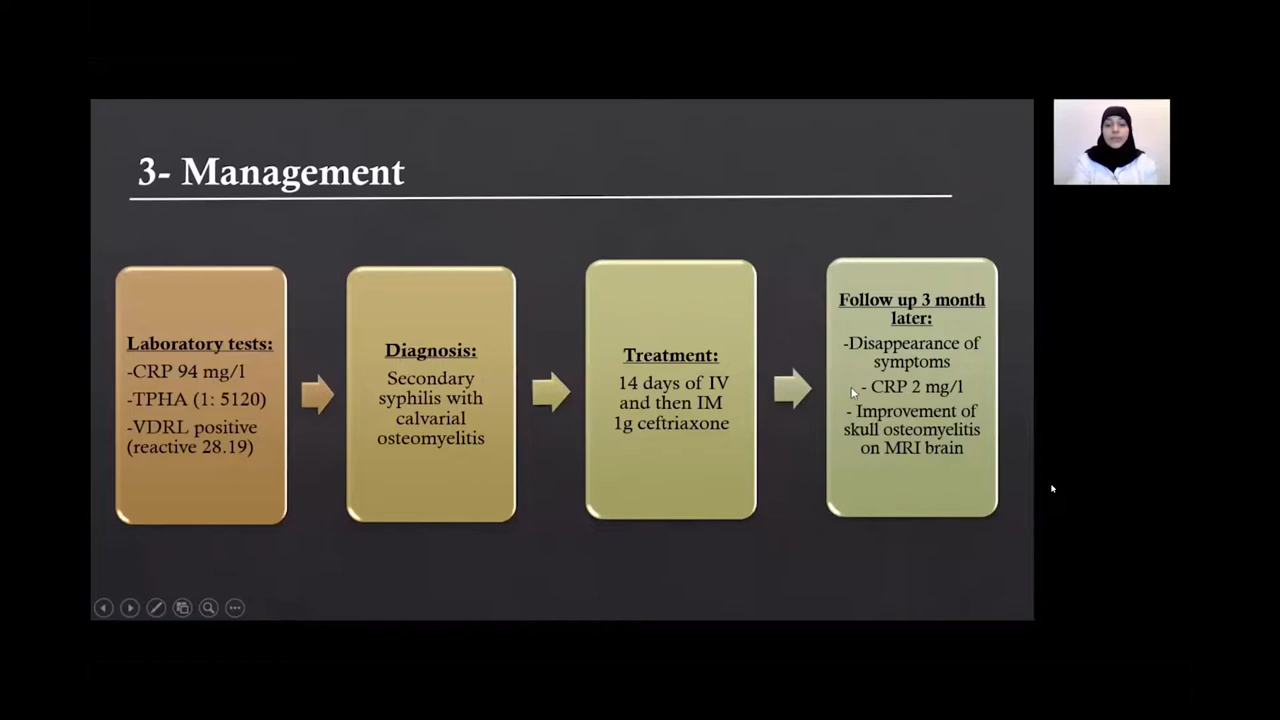 3- Management
Laboratory tests:
-CRP 94 mg/l
-TPHA (1: 5120)
-VDRL positive
(reactive 28.19)
Diagnosis:
Secondary
syphilis with
calvarial
osteomyelitis
Treatment:
14 days of IV
and then IM
1g ceftriaxone
Follow up 3 month
later:
-Disappearance of
symptoms
- CRP 2 mg/l
- Improvement of
skull osteomyelitis
on MRI brain